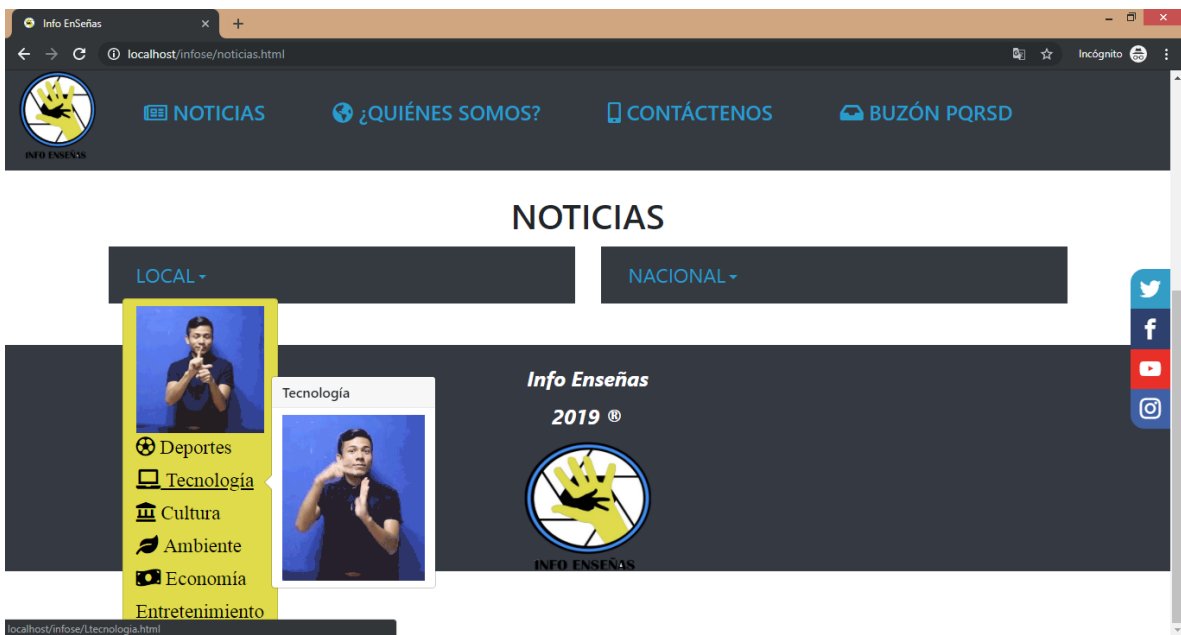 Info EnSeñas
localhost/infose/noticias.html
Incógnito
INFO ENSEÑAS
NOTICIAS
¿QUIÉNES SOMOS?
CONTÁCTENOS
BUZÓN PQRSD
NOTICIAS
LOCAL
NACIONAL
Deportes
Tecnología
Cultura
Ambiente
Economía
Entretenimiento
Tecnología
Info Enseñas
2019 ®
INFO ENSEÑAS
localhost/infose/Ltecnologia.html